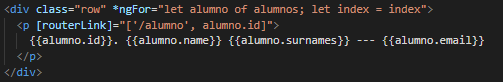 <div class="row" *ngFor="let alumno of alumnos; let index = index">
<p [routerLink]="['/alumno', alumno.id]">
{{alumno.id}}. {{alumno.name}} {{alumno.surnames}} --- {{alumno.email}}
</p>
</div>